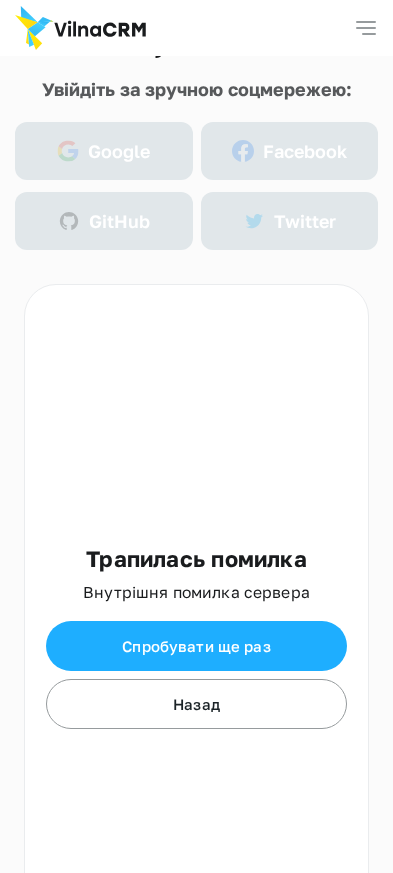 VilnaCRM
Увійдіть за зручною соцмережею:
Google
Facebook
GitHub
Twitter
Трапилась помилка
Внутрішня помилка сервера
Спробувати ще раз
Назад